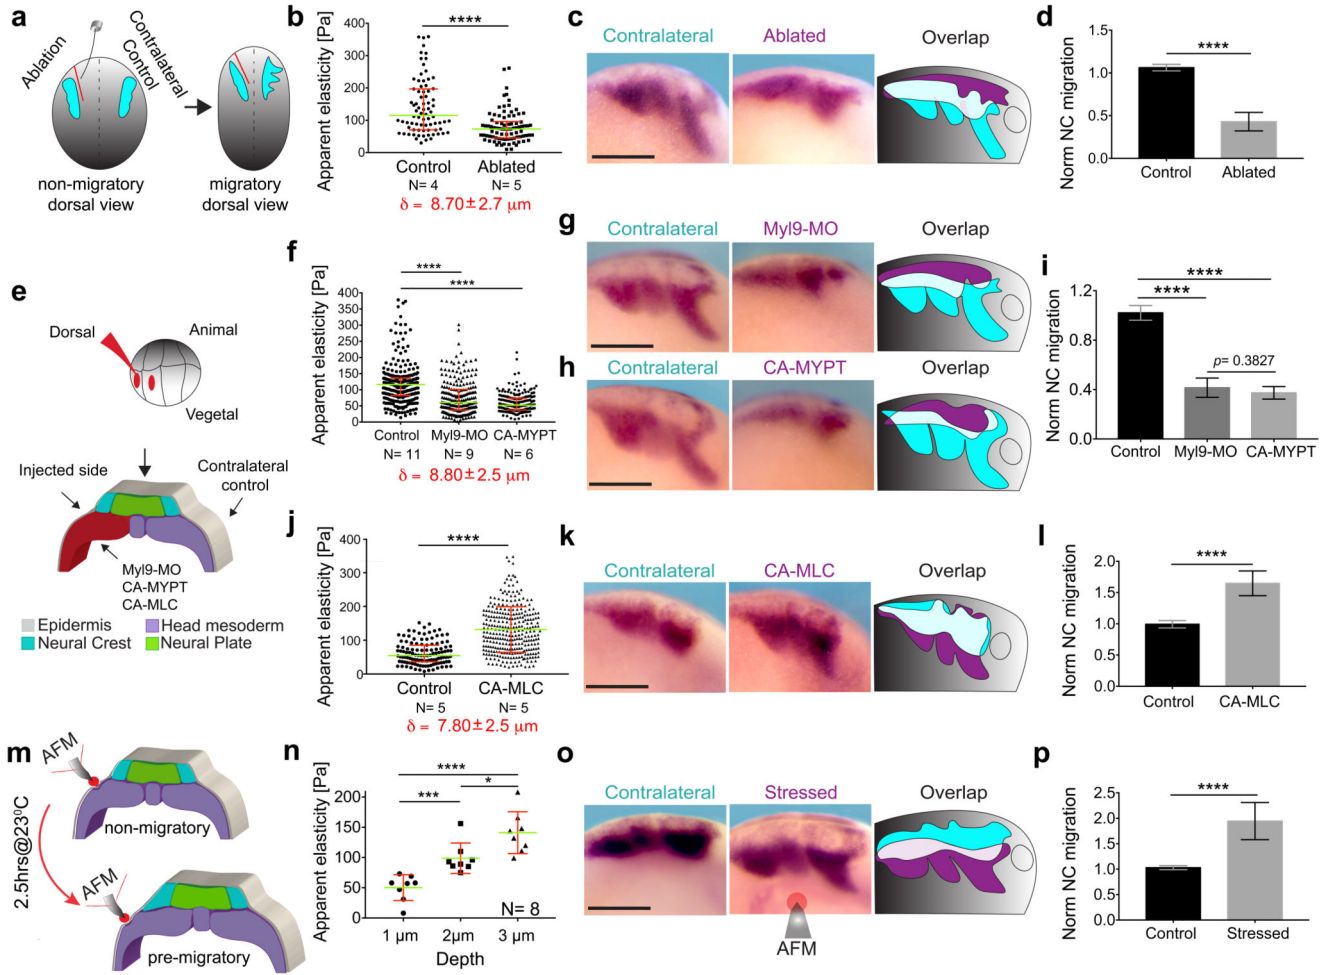 a
Ablation
Contralateral
Control
non-migratory
dorsal view
migratory
dorsal view
b
Apparent elasticity [Pa]
400
300
200
100
0
****
Control
Ablated
N= 4
N= 5
δ = 8.70±2.7 µm
c
Contralateral
Ablated
Overlap
d
Norm NC migration
1.5
1.0
0.5
0.0
****
Control
Ablated
e
Dorsal
Animal
Vegetal
Injected side
Contralateral
control
Myl9-MO
CA-MYPT
CA-MLC
Epidermis
Head mesoderm
Neural Crest
Neural Plate
f
Apparent elasticity [Pa]
400
350
300
250
200
150
100
50
0
****
****
Control
Myl9-MO
CA-MYPT
N= 11
N= 9
N= 6
δ = 8.80±2.5 µm
g
Contralateral
Myl9-MO
Overlap
h
Contralateral
CA-MYPT
Overlap
i
Norm NC migration
1.2
0.8
0.4
0.0
****
****
p= 0.3827
Control
Myl9-MO
CA-MYPT
j
Apparent elasticity [Pa]
400
300
200
100
0
****
Control
CA-MLC
N= 5
N= 5
δ = 7.80±2.5 µm
k
Contralateral
CA-MLC
Overlap
l
Norm NC migration
2.0
1.5
1.0
0.5
0.0
****
Control
CA-MLC
m
AFM
non-migratory
2.5hrs@23⁰C
AFM
pre-migratory
n
Apparent elasticity [Pa]
200
150
100
50
0
****
***
*
N= 8
1 µm
2µm
3 µm
Depth
o
Contralateral
Stressed
Overlap
AFM
p
Norm NC migration
2.5
2.0
1.5
1.0
0.5
0.0
****
Control
Stressed